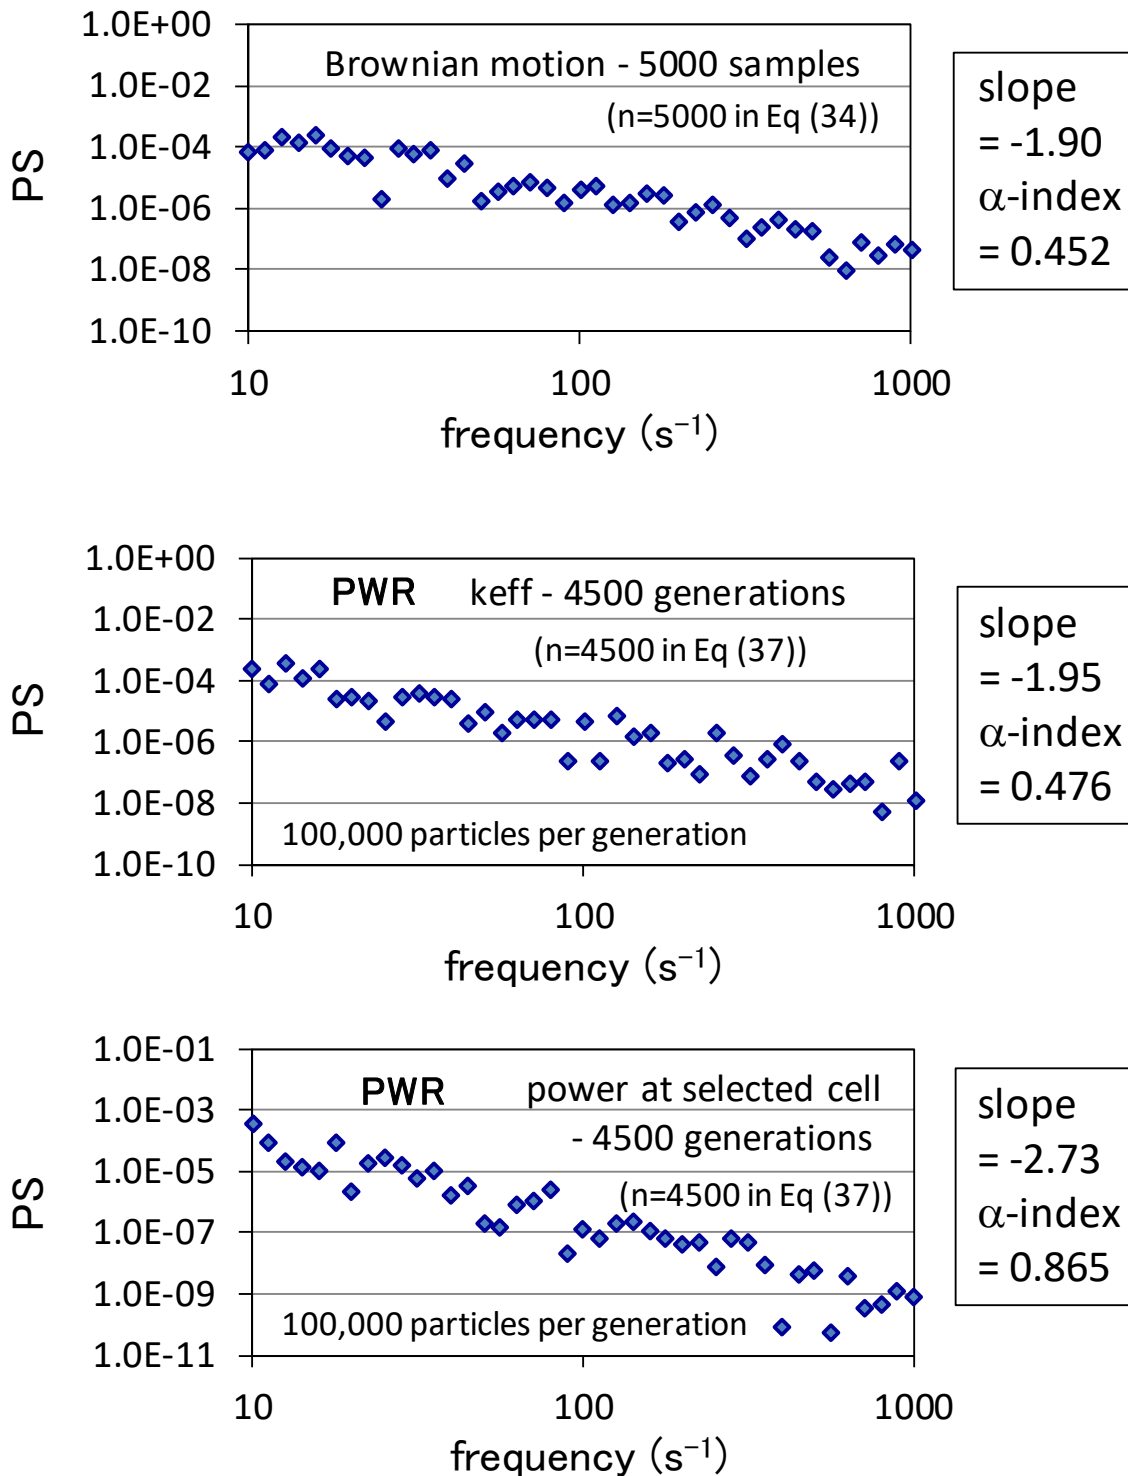 1.0E+00
Brownian motion - 5000 samples
1.0E-02
(n=5000 in Eq (34))
1.0E-04
PS
1.0E-06
1.0E-08
1.0E-10
10
100
1000
frequency (s⁻¹)
slope
= -1.90
α-index
= 0.452
1.0E+00
PWR keff - 4500 generations
1.0E-02
(n=4500 in Eq (37))
1.0E-04
PS
1.0E-06
1.0E-08
100,000 particles per generation
1.0E-10
10
100
1000
frequency (s⁻¹)
slope
= -1.95
α-index
= 0.476
1.0E-01
PWR power at selected cell
1.0E-03
- 4500 generations
1.0E-05
(n=4500 in Eq (37))
PS
1.0E-07
1.0E-09
100,000 particles per generation
1.0E-11
10
100
1000
frequency (s⁻¹)
slope
= -2.73
α-index
= 0.865